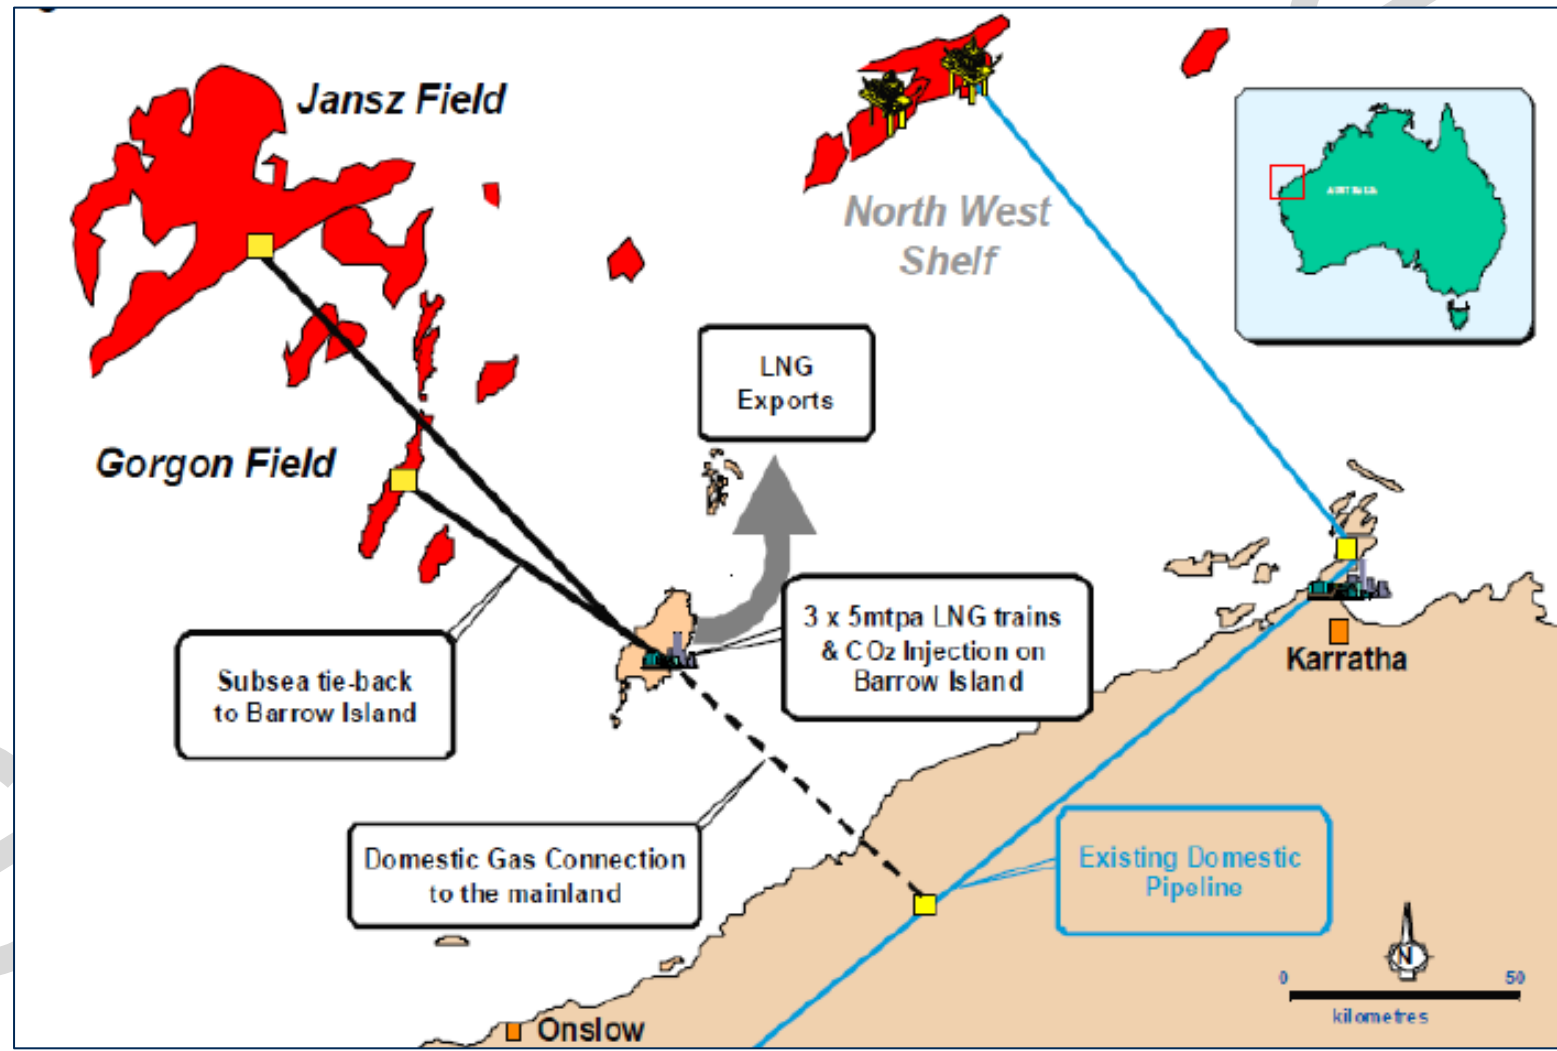 Jansz Field
North West
Shelf
AUSTRALIA
LNG
Exports
Gorgon Field
3 x 5mtpa LNG trains
& CO2 Injection on
Barrow Island
Karratha
Subsea tie-back
to Barrow Island
Domestic Gas Connection
to the mainland
Existing Domestic
Pipeline
N
0 50
kilometres
Onslow